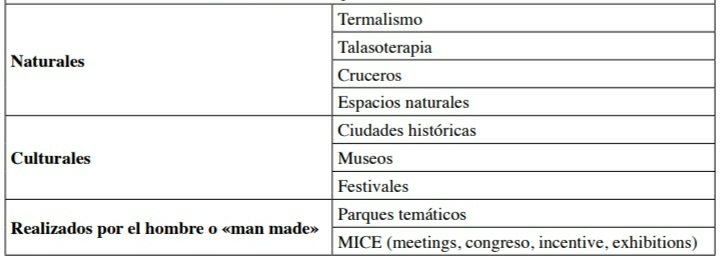 Naturales
Termalismo
Talasoterapia
Cruceros
Espacios naturales
Culturales
Ciudades históricas
Museos
Festivales
Realizados por el hombre o «man made»
Parques temáticos
MICE (meetings, congreso, incentive, exhibitions)